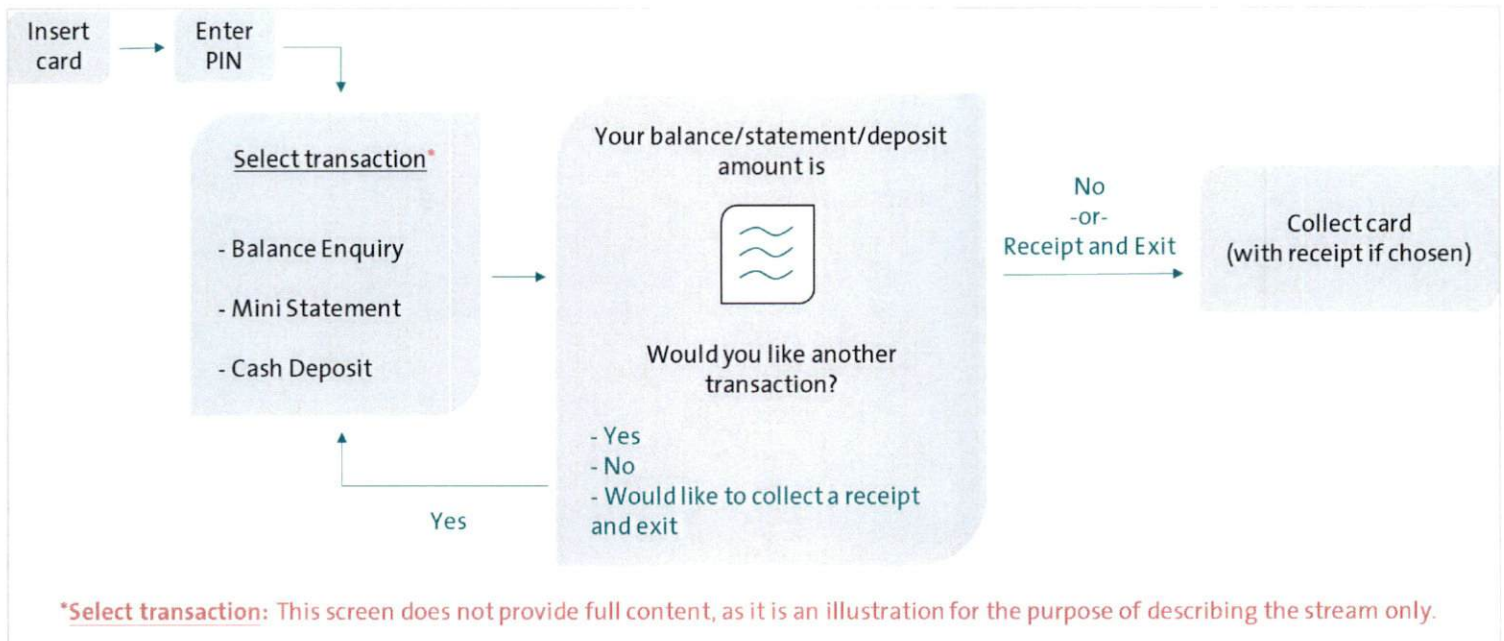 Insert
card
Enter
PIN
Select transaction*
- Balance Enquiry
- Mini Statement
- Cash Deposit
Your balance/statement/deposit
amount is
Would you like another
transaction?
- Yes
- No
- Would like to collect a receipt
and exit
Yes
No
-or-
Receipt and Exit
Collect card
(with receipt if chosen)
*Select transaction: This screen does not provide full content, as it is an illustration for the purpose of describing the stream only.